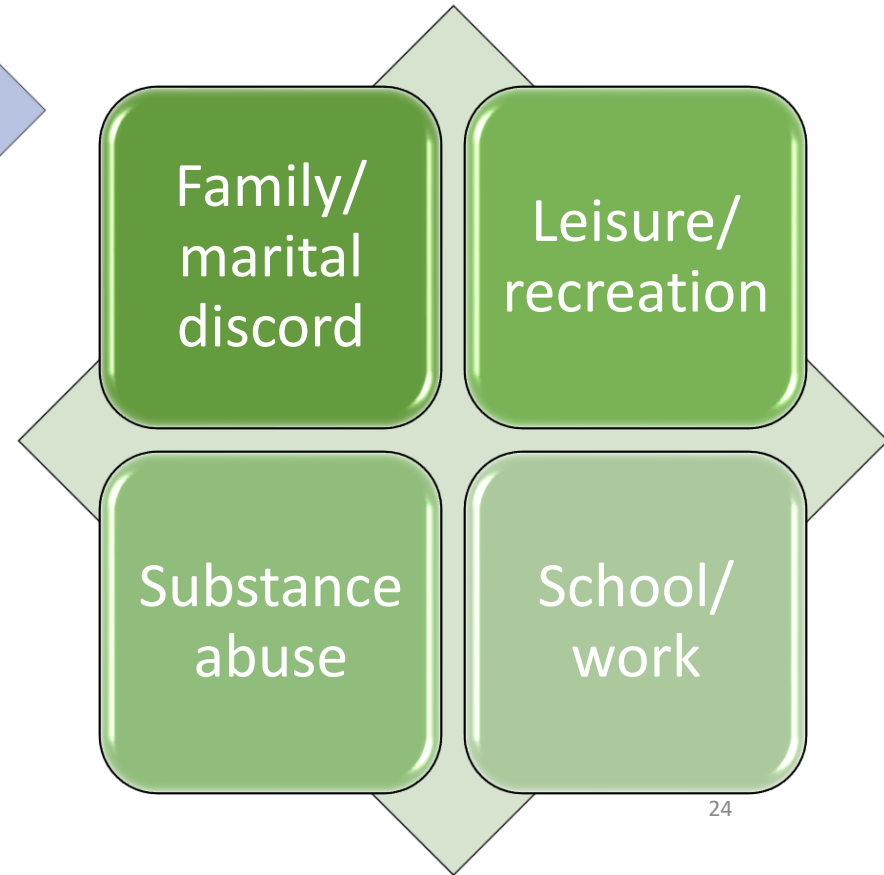 Family/
marital
discord
Leisure/
recreation
Substance
abuse
School/
work
24